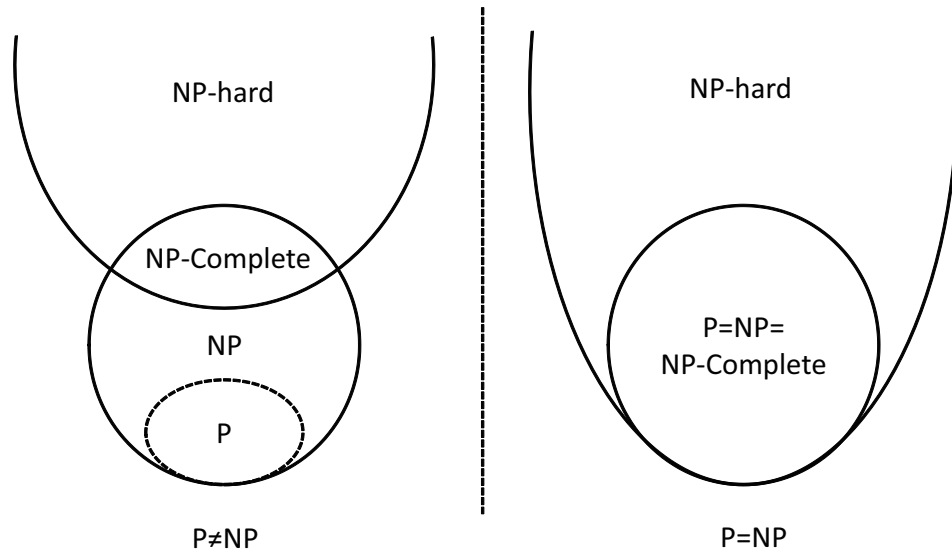 NP-hard
NP-Complete
NP
P
P≠NP
NP-hard
P=NP=
NP-Complete
P=NP